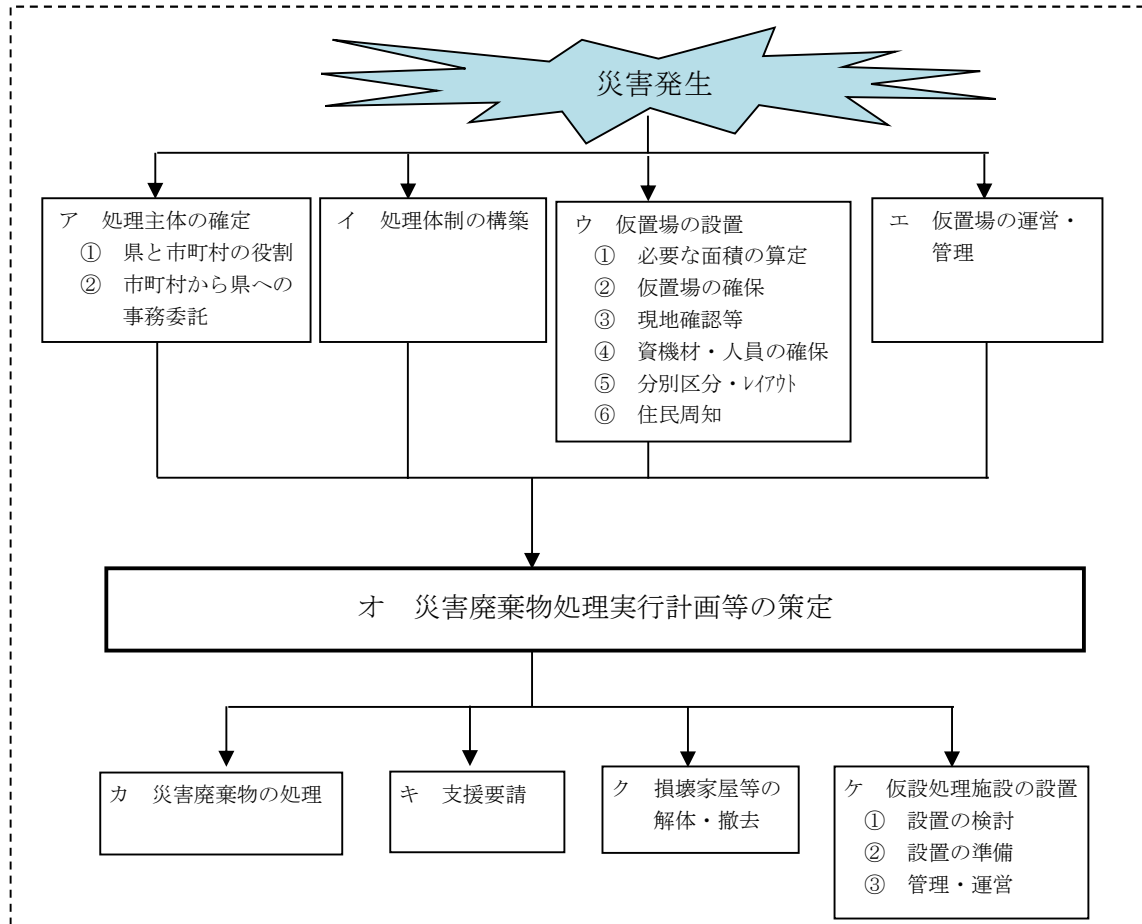 災害発生
ア　処理主体の確定
①　県と市町村の役割
②　市町村から県への
事務委託
イ　処理体制の構築
ウ　仮置場の設置
①　必要な面積の算定
②　仮置場の確保
③　現地確認等
④　資機材・人員の確保
⑤　分別区分・ﾚｲｱｳﾄ
⑥　住民周知
エ　仮置場の運営・
管理
オ　災害廃棄物処理実行計画等の策定
カ　災害廃棄物の処理
キ　支援要請
ク　損壊家屋等の
解体・撤去
ケ　仮設処理施設の設置
①　設置の検討
②　設置の準備
③　管理・運営